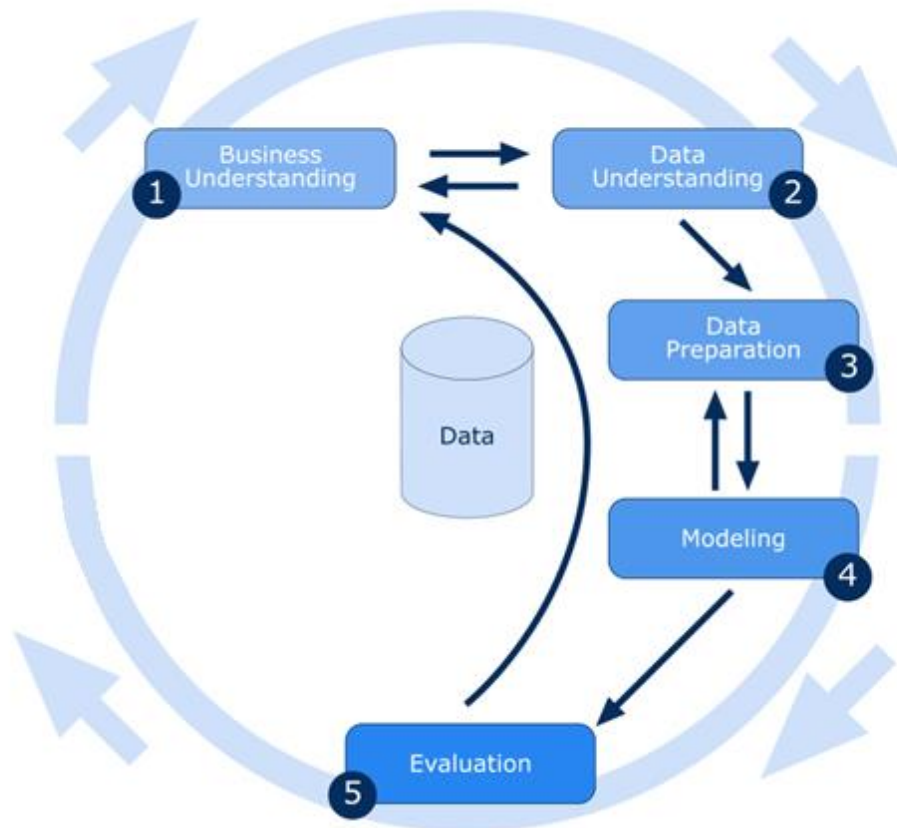 Business
Understanding
1
Data
Understanding
2
Data
Preparation
3
Data
Modeling
4
Evaluation
5